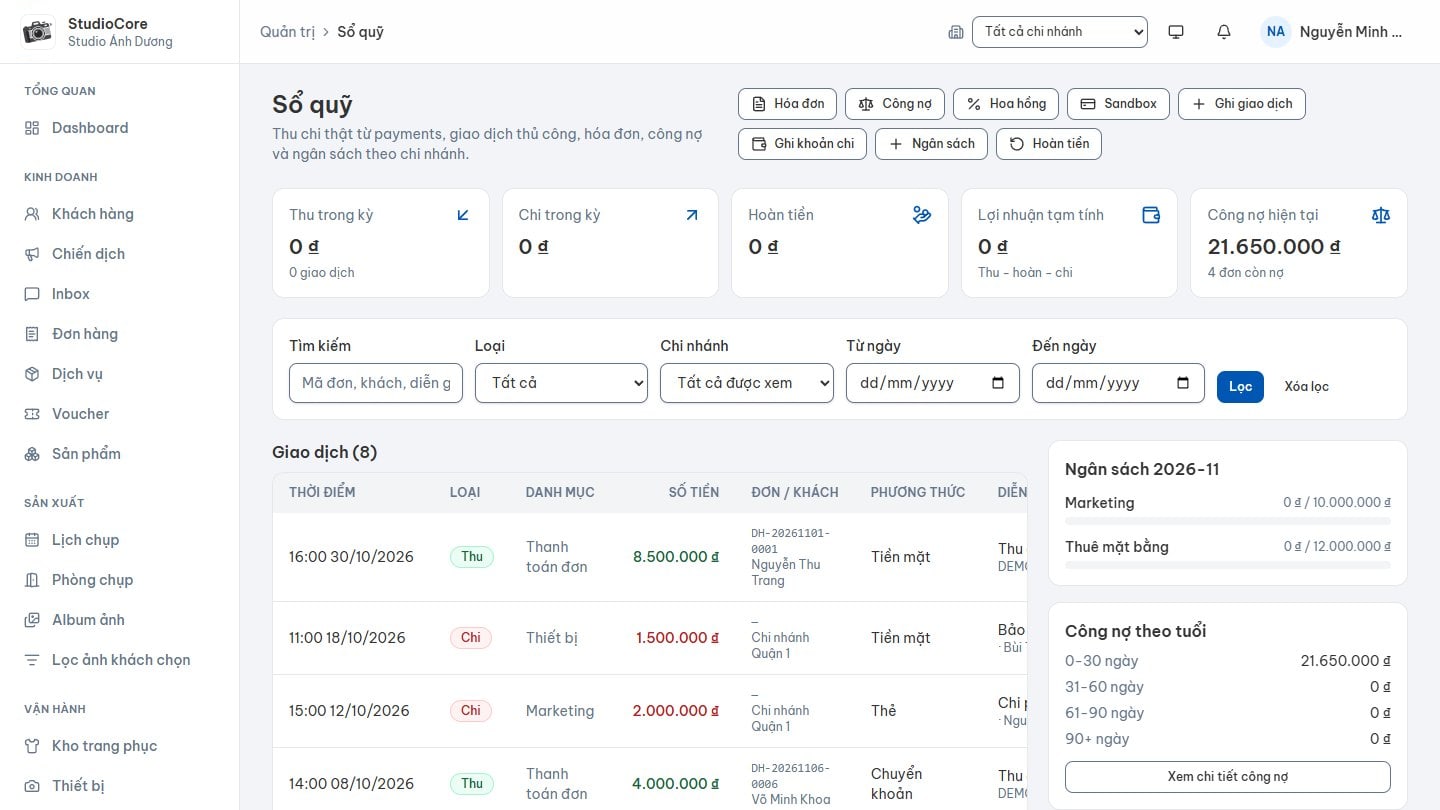 StudioCore
Studio Ánh Dương
TỔNG QUAN
Dashboard
KINH DOANH
Khách hàng
Chiến dịch
Inbox
Đơn hàng
Dịch vụ
Voucher
Sản phẩm
SẢN XUẤT
Lịch chụp
Phòng chụp
Album ảnh
Lọc ảnh khách chọn
VẬN HÀNH
Kho trang phục
Thiết bị
Quản trị > Sổ quỹ
Tất cả chi nhánh
NA Nguyễn Minh ...
Sổ quỹ
Thu chi thật từ payments, giao dịch thủ công, hóa đơn, công nợ
và ngân sách theo chi nhánh.
Hóa đơn Công nợ Hoa hồng Sandbox Ghi giao dịch
Ghi khoản chi Ngân sách Hoàn tiền
Thu trong kỳ
0 ₫
0 giao dịch
Chi trong kỳ
0 ₫
Hoàn tiền
0 ₫
Lợi nhuận tạm tính
0 ₫
Thu - hoàn - chi
Công nợ hiện tại
21.650.000 ₫
4 đơn còn nợ
Tìm kiếm Loại Chi nhánh Từ ngày Đến ngày
Mã đơn, khách, diễn g Tất cả Tất cả được xem dd/mm/yyyy dd/mm/yyyy Lọc Xóa lọc
Giao dịch (8)
THỜI ĐIỂM LOẠI DANH MỤC SỐ TIỀN ĐƠN / KHÁCH PHƯƠNG THỨC DIỄN
16:00 30/10/2026 Thu Thanh
toán đơn 8.500.000 ₫ DH-20261101-
0001
Nguyễn Thu
Trang Tiền mặt Thu
DEMO
11:00 18/10/2026 Chi Thiết bị 1.500.000 ₫ —
Chi nhánh
Quận 1 Tiền mặt Bảo
· Bùi
15:00 12/10/2026 Chi Marketing 2.000.000 ₫ —
Chi nhánh
Quận 1 Thẻ Chi
· Ngu
14:00 08/10/2026 Thu Thanh
toán đơn 4.000.000 ₫ DH-20261106-
0006
Võ Minh Khoa Chuyển
khoản Thu
DEMO
Ngân sách 2026-11
Marketing 0 ₫ / 10.000.000 ₫
Thuê mặt bằng 0 ₫ / 12.000.000 ₫
Công nợ theo tuổi
0-30 ngày 21.650.000 ₫
31-60 ngày 0 ₫
61-90 ngày 0 ₫
90+ ngày 0 ₫
Xem chi tiết công nợ